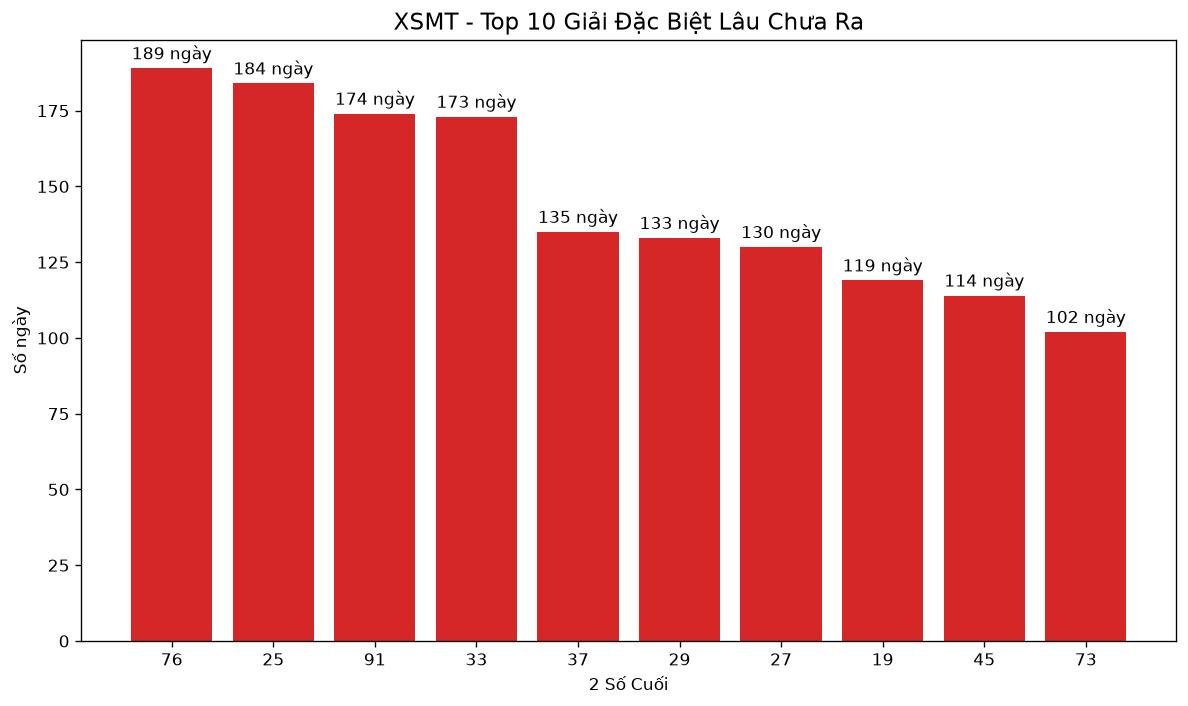 XSMT - Top 10 Giải Đặc Biệt Lâu Chưa Ra
189 ngày
184 ngày
174 ngày
173 ngày
135 ngày
133 ngày
130 ngày
119 ngày
114 ngày
102 ngày
Số ngày
175
150
125
100
75
50
25
0
76 25 91 33 37 29 27 19 45 73
2 Số Cuối